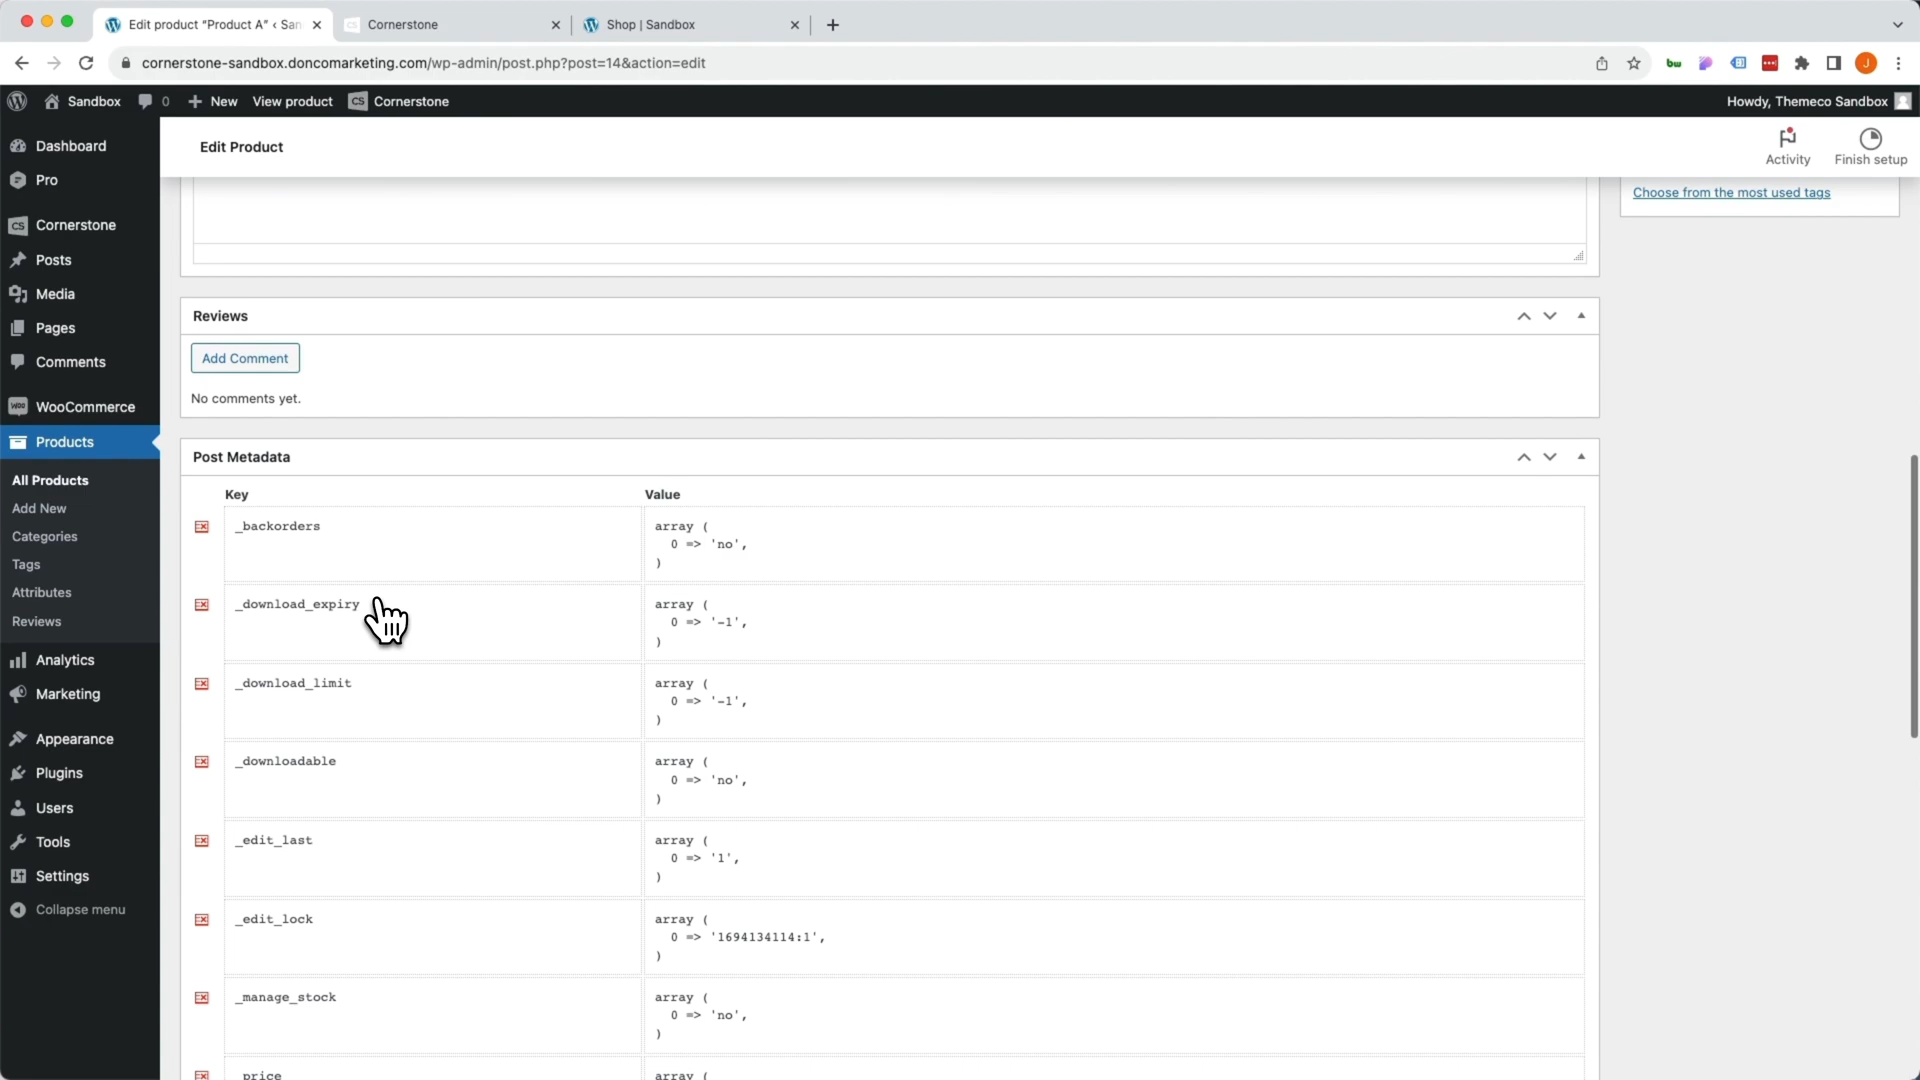 Edit product “Product A” ‹ San
Cornerstone
Shop | Sandbox
cornerstone-sandbox.doncomarketing.com/wp-admin/post.php?post=14&action=edit
bw
J
Sandbox
0
New
View product
CS
Cornerstone
Howdy, Themeco Sandbox
Dashboard
Pro
CS
Cornerstone
Posts
Media
Pages
Comments
woo
WooCommerce
Products
All Products
Add New
Categories
Tags
Attributes
Reviews
Analytics
Marketing
Appearance
Plugins
Users
Tools
Settings
Collapse menu
Edit Product
Activity
Finish setup
Choose from the most used tags
Reviews
Add Comment
No comments yet.
Post Metadata
Key
Value
_backorders
array (
0 => 'no',
)
_download_expiry
array (
0 => '-1',
)
_download_limit
array (
0 => '-1',
)
_downloadable
array (
0 => 'no',
)
_edit_last
array (
0 => '1',
)
_edit_lock
array (
0 => '1694134114:1',
)
_manage_stock
array (
0 => 'no',
)
price
array (